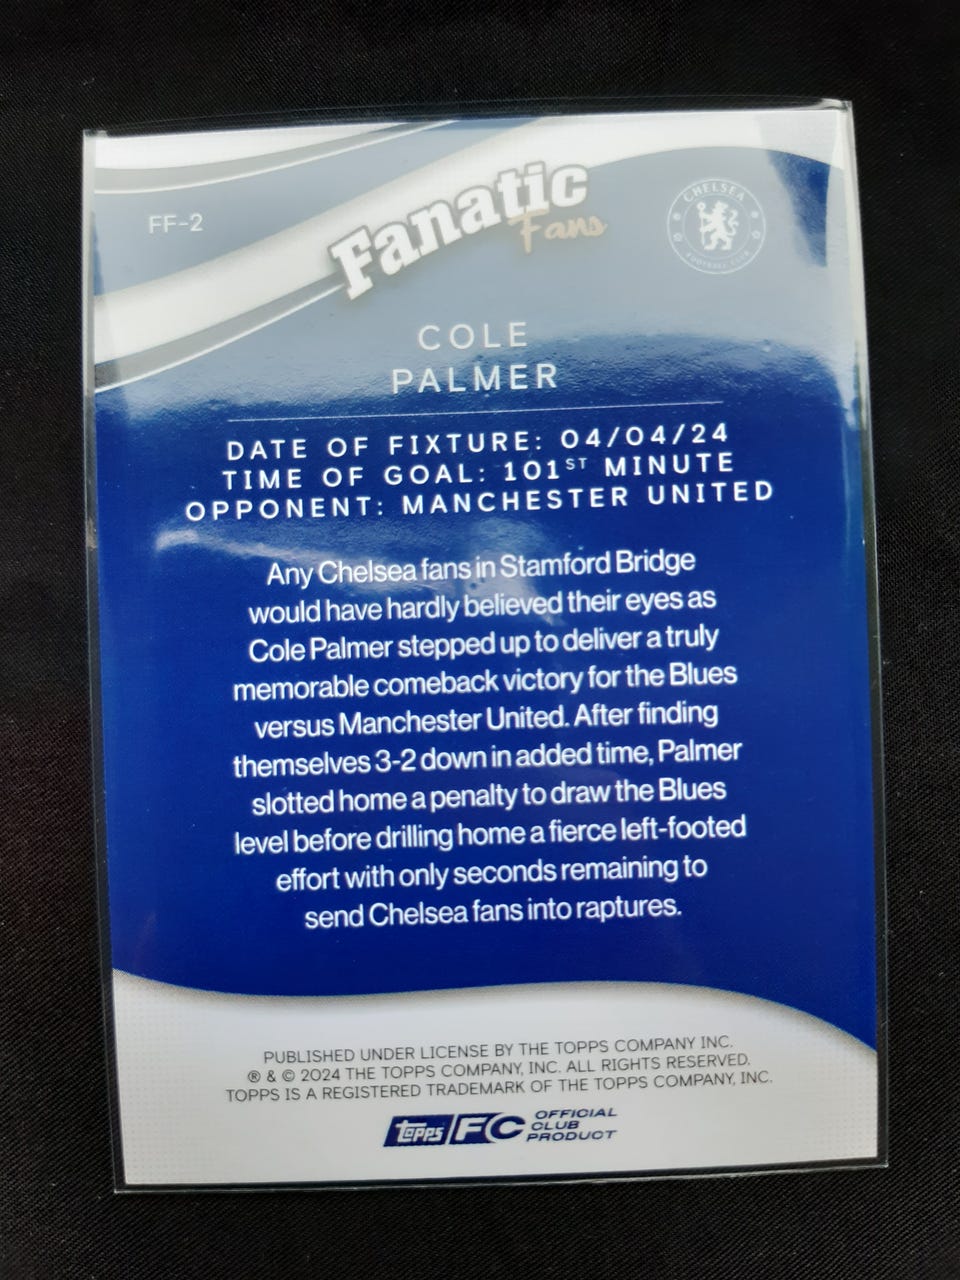 FF-2
Fanatic
Fans
CHELSEA
FOOTBALL CLUB
COLE
PALMER
DATE OF FIXTURE: 04/04/24
TIME OF GOAL: 101ST MINUTE
OPPONENT: MANCHESTER UNITED
Any Chelsea fans in Stamford Bridge
would have hardly believed their eyes as
Cole Palmer stepped up to deliver a truly
memorable comeback victory for the Blues
versus Manchester United. After finding
themselves 3-2 down in added time, Palmer
slotted home a penalty to draw the Blues
level before drilling home a fierce left-footed
effort with only seconds remaining to
send Chelsea fans into raptures.
PUBLISHED UNDER LICENSE BY THE TOPPS COMPANY INC.
® & © 2024 THE TOPPS COMPANY, INC. ALL RIGHTS RESERVED.
TOPPS IS A REGISTERED TRADEMARK OF THE TOPPS COMPANY, INC.
topps FC OFFICIAL
CLUB
PRODUCT